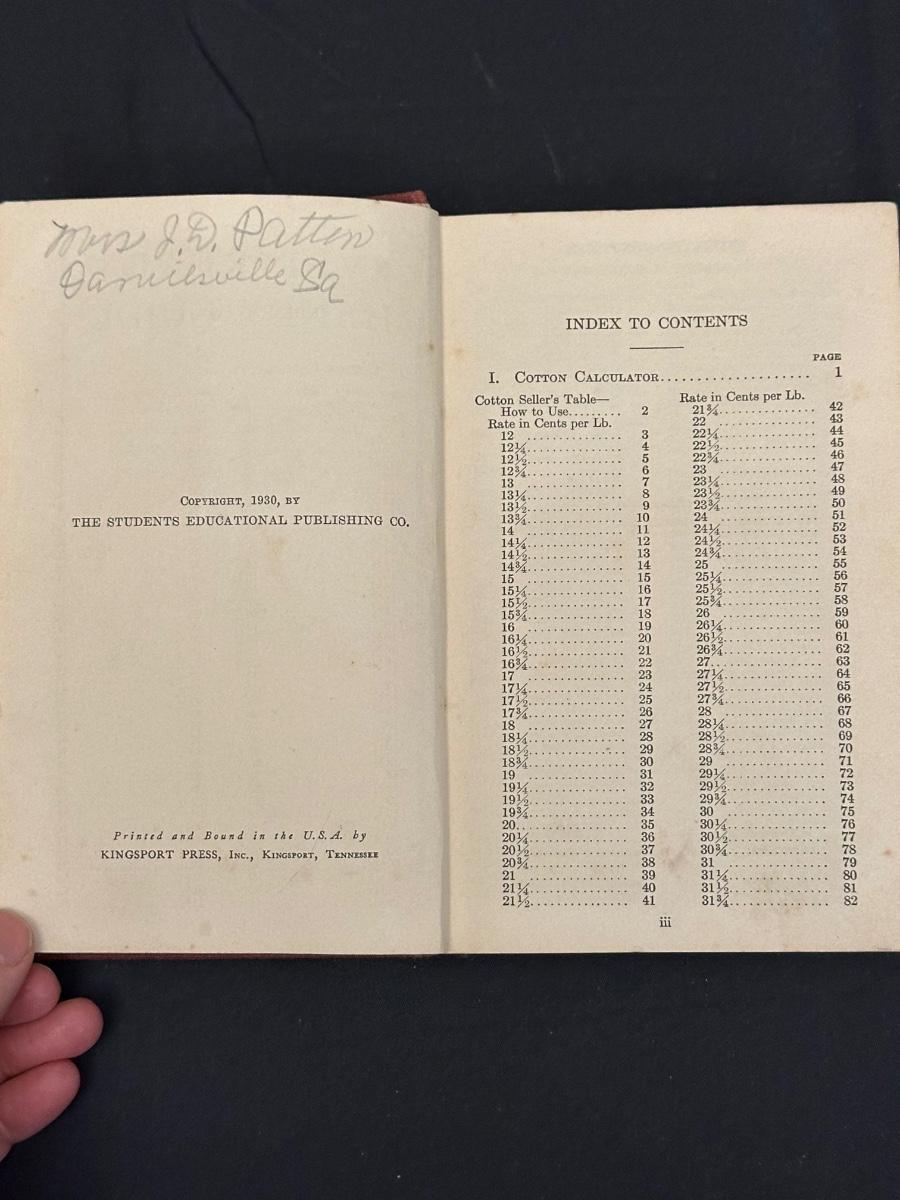 Mrs J.D. Patten
Danielsville Ga
COPYRIGHT, 1930, BY
THE STUDENTS EDUCATIONAL PUBLISHING CO.
Printed and Bound in the U.S.A. by
KINGSPORT PRESS, INC., KINGSPORT, TENNESSEE
INDEX TO CONTENTS
PAGE
I. COTTON CALCULATOR.................... 1
Cotton Seller's Table—
How to Use......... 2
Rate in Cents per Lb.
12 ............... 3
12¼............... 4
12½............... 5
12¾............... 6
13 ............... 7
13¼............... 8
13½............... 9
13¾............... 10
14 ............... 11
14¼............... 12
14½............... 13
14¾............... 14
15 ............... 15
15¼............... 16
15½............... 17
15¾............... 18
16 ............... 19
16¼............... 20
16½............... 21
16¾............... 22
17 ............... 23
17¼............... 24
17½............... 25
17¾............... 26
18 ............... 27
18¼............... 28
18½............... 29
18¾............... 30
19 ............... 31
19¼............... 32
19½............... 33
19¾............... 34
20................ 35
20¼............... 36
20½............... 37
20¾............... 38
21 ............... 39
21¼............... 40
21½............... 41
Rate in Cents per Lb.
21¾............... 42
22 ............... 43
22¼............... 44
22½............... 45
22¾............... 46
23 ............... 47
23¼............... 48
23½............... 49
23¾............... 50
24 ............... 51
24¼............... 52
24½............... 53
24¾............... 54
25 ............... 55
25¼............... 56
25½............... 57
25¾............... 58
26 ............... 59
26¼............... 60
26½............... 61
26¾............... 62
27................ 63
27¼............... 64
27½............... 65
27¾............... 66
28 ............... 67
28¼............... 68
28½............... 69
28¾............... 70
29 ............... 71
29¼............... 72
29½............... 73
29¾............... 74
30 ............... 75
30¼............... 76
30½............... 77
30¾............... 78
31 ............... 79
31¼............... 80
31½............... 81
31¾............... 82
iii